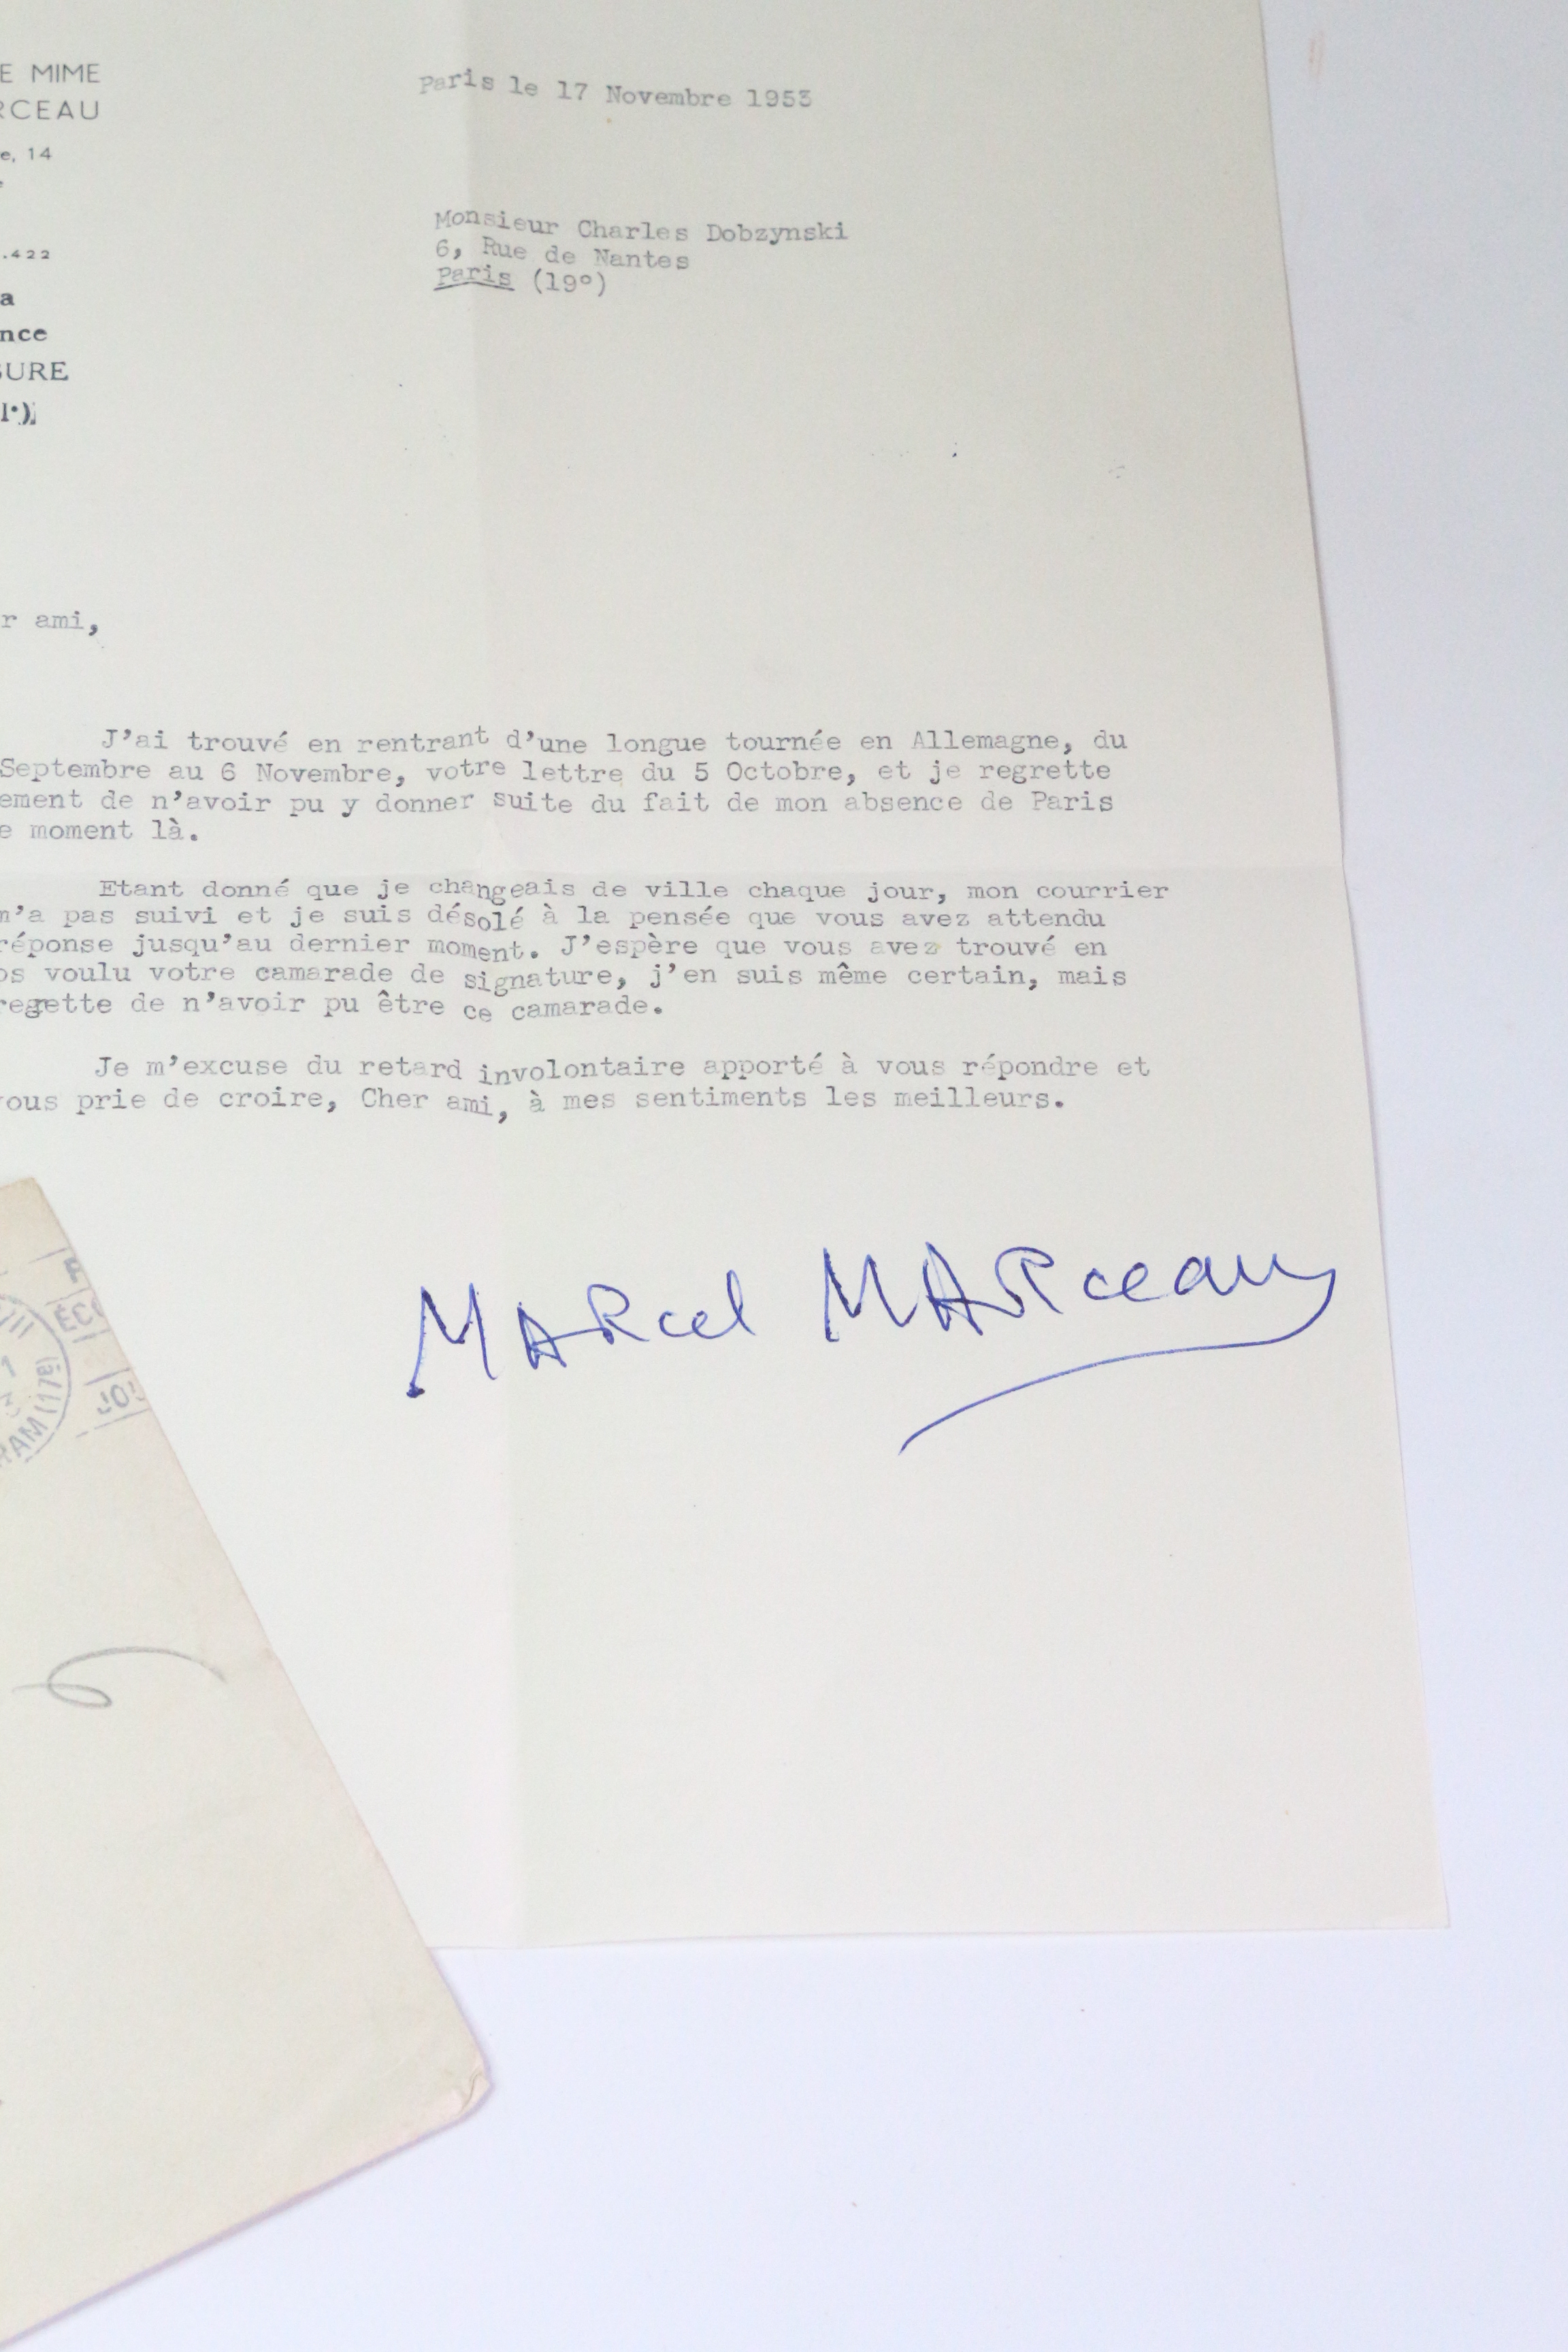 E MIME
RCEAU
e, 14
.422
a
nce
SURE
Paris le 17 Novembre 1953
Monsieur Charles Dobzynski
6, Rue de Nantes
Paris (19°)
r ami,
J'ai trouvé en rentrant d'une longue tournée en Allemagne, du
Septembre au 6 Novembre, votre lettre du 5 Octobre, et je regrette
ement de n'avoir pu y donner suite du fait de mon absence de Paris
e moment là.
Etant donné que je changeais de ville chaque jour, mon courrier
n'a pas suivi et je suis désolé à la pensée que vous avez attendu
réponse jusqu'au dernier moment. J'espère que vous avez trouvé en
ps voulu votre camarade de signature, j'en suis même certain, mais
regrette de n'avoir pu être ce camarade.
Je m'excuse du retard involontaire apporté à vous répondre et
vous prie de croire, Cher ami, à mes sentiments les meilleurs.
MARcel MARceau
ÉCO
RAM (17e)